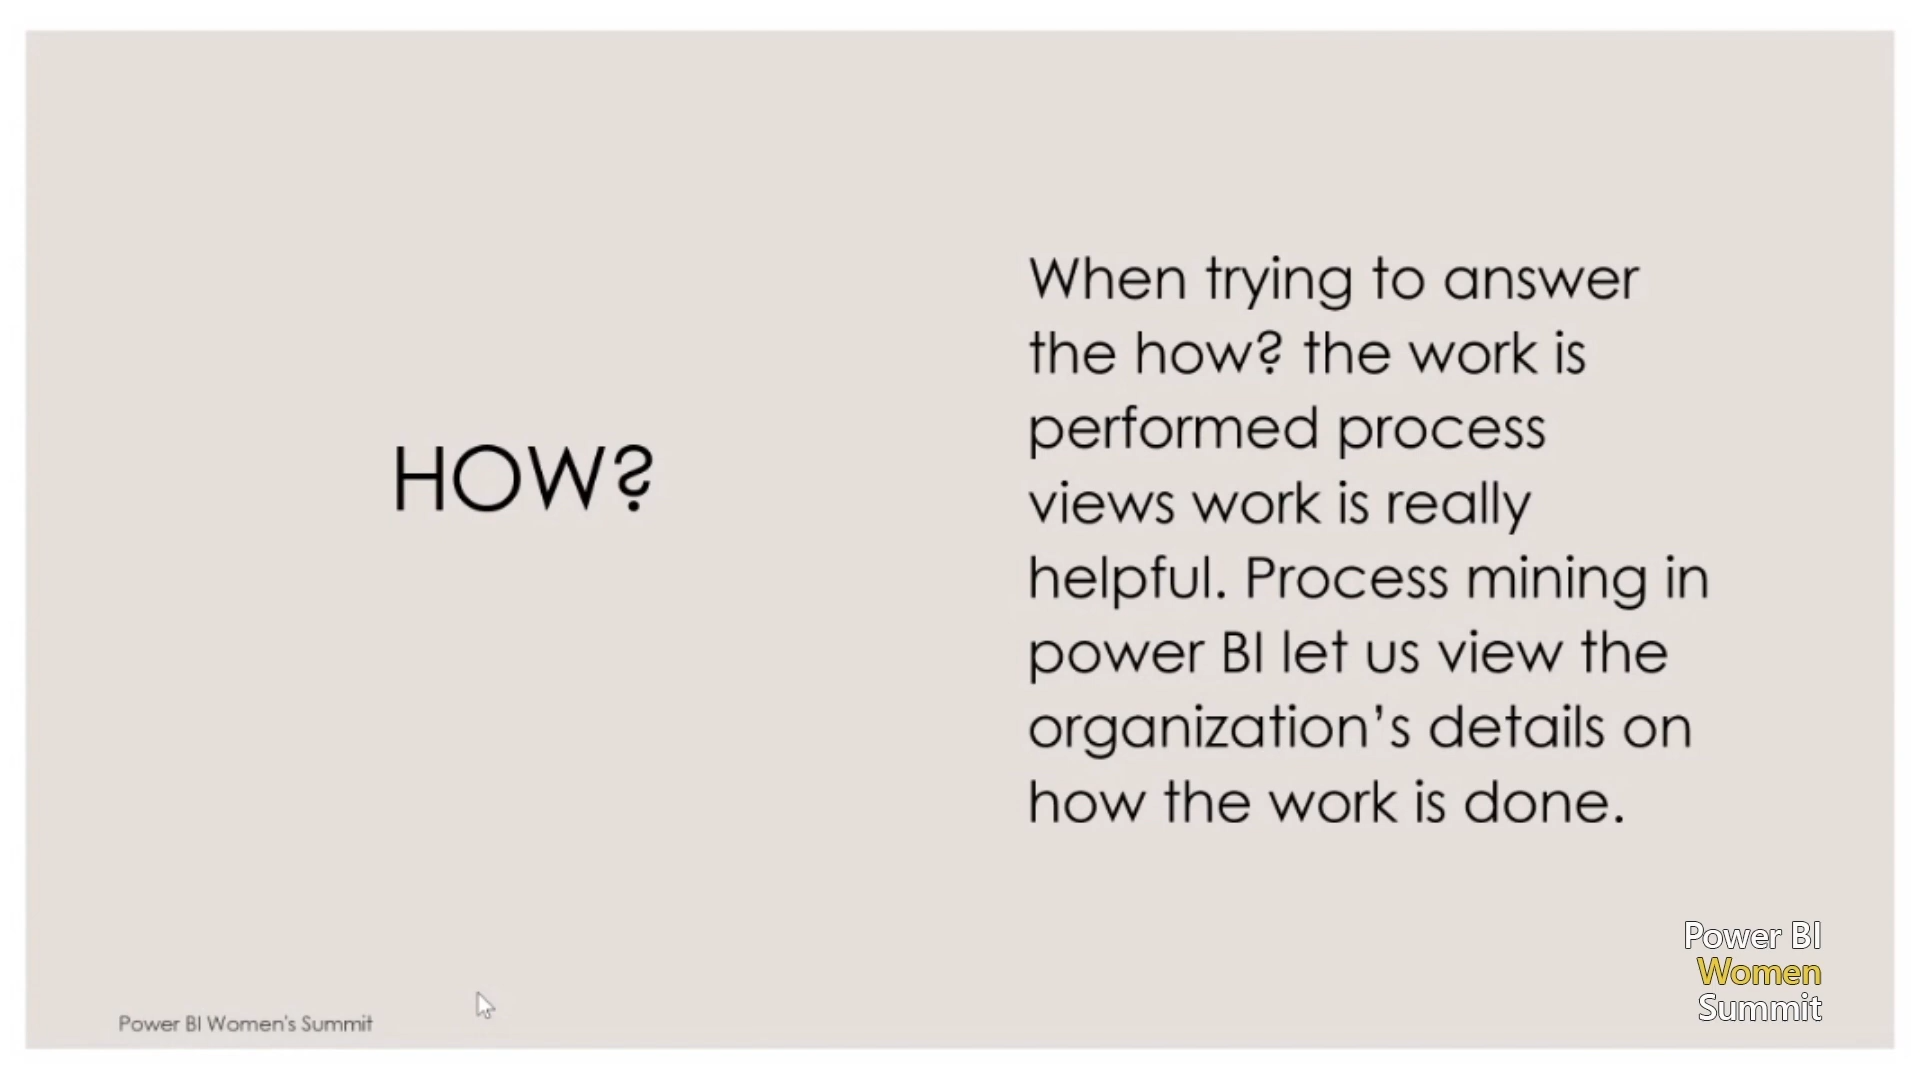 HOW?
When trying to answer
the how? the work is
performed process
views work is really
helpful. Process mining in
power BI let us view the
organization’s details on
how the work is done.
Power BI
Women
Summit
Power BI Women's Summit